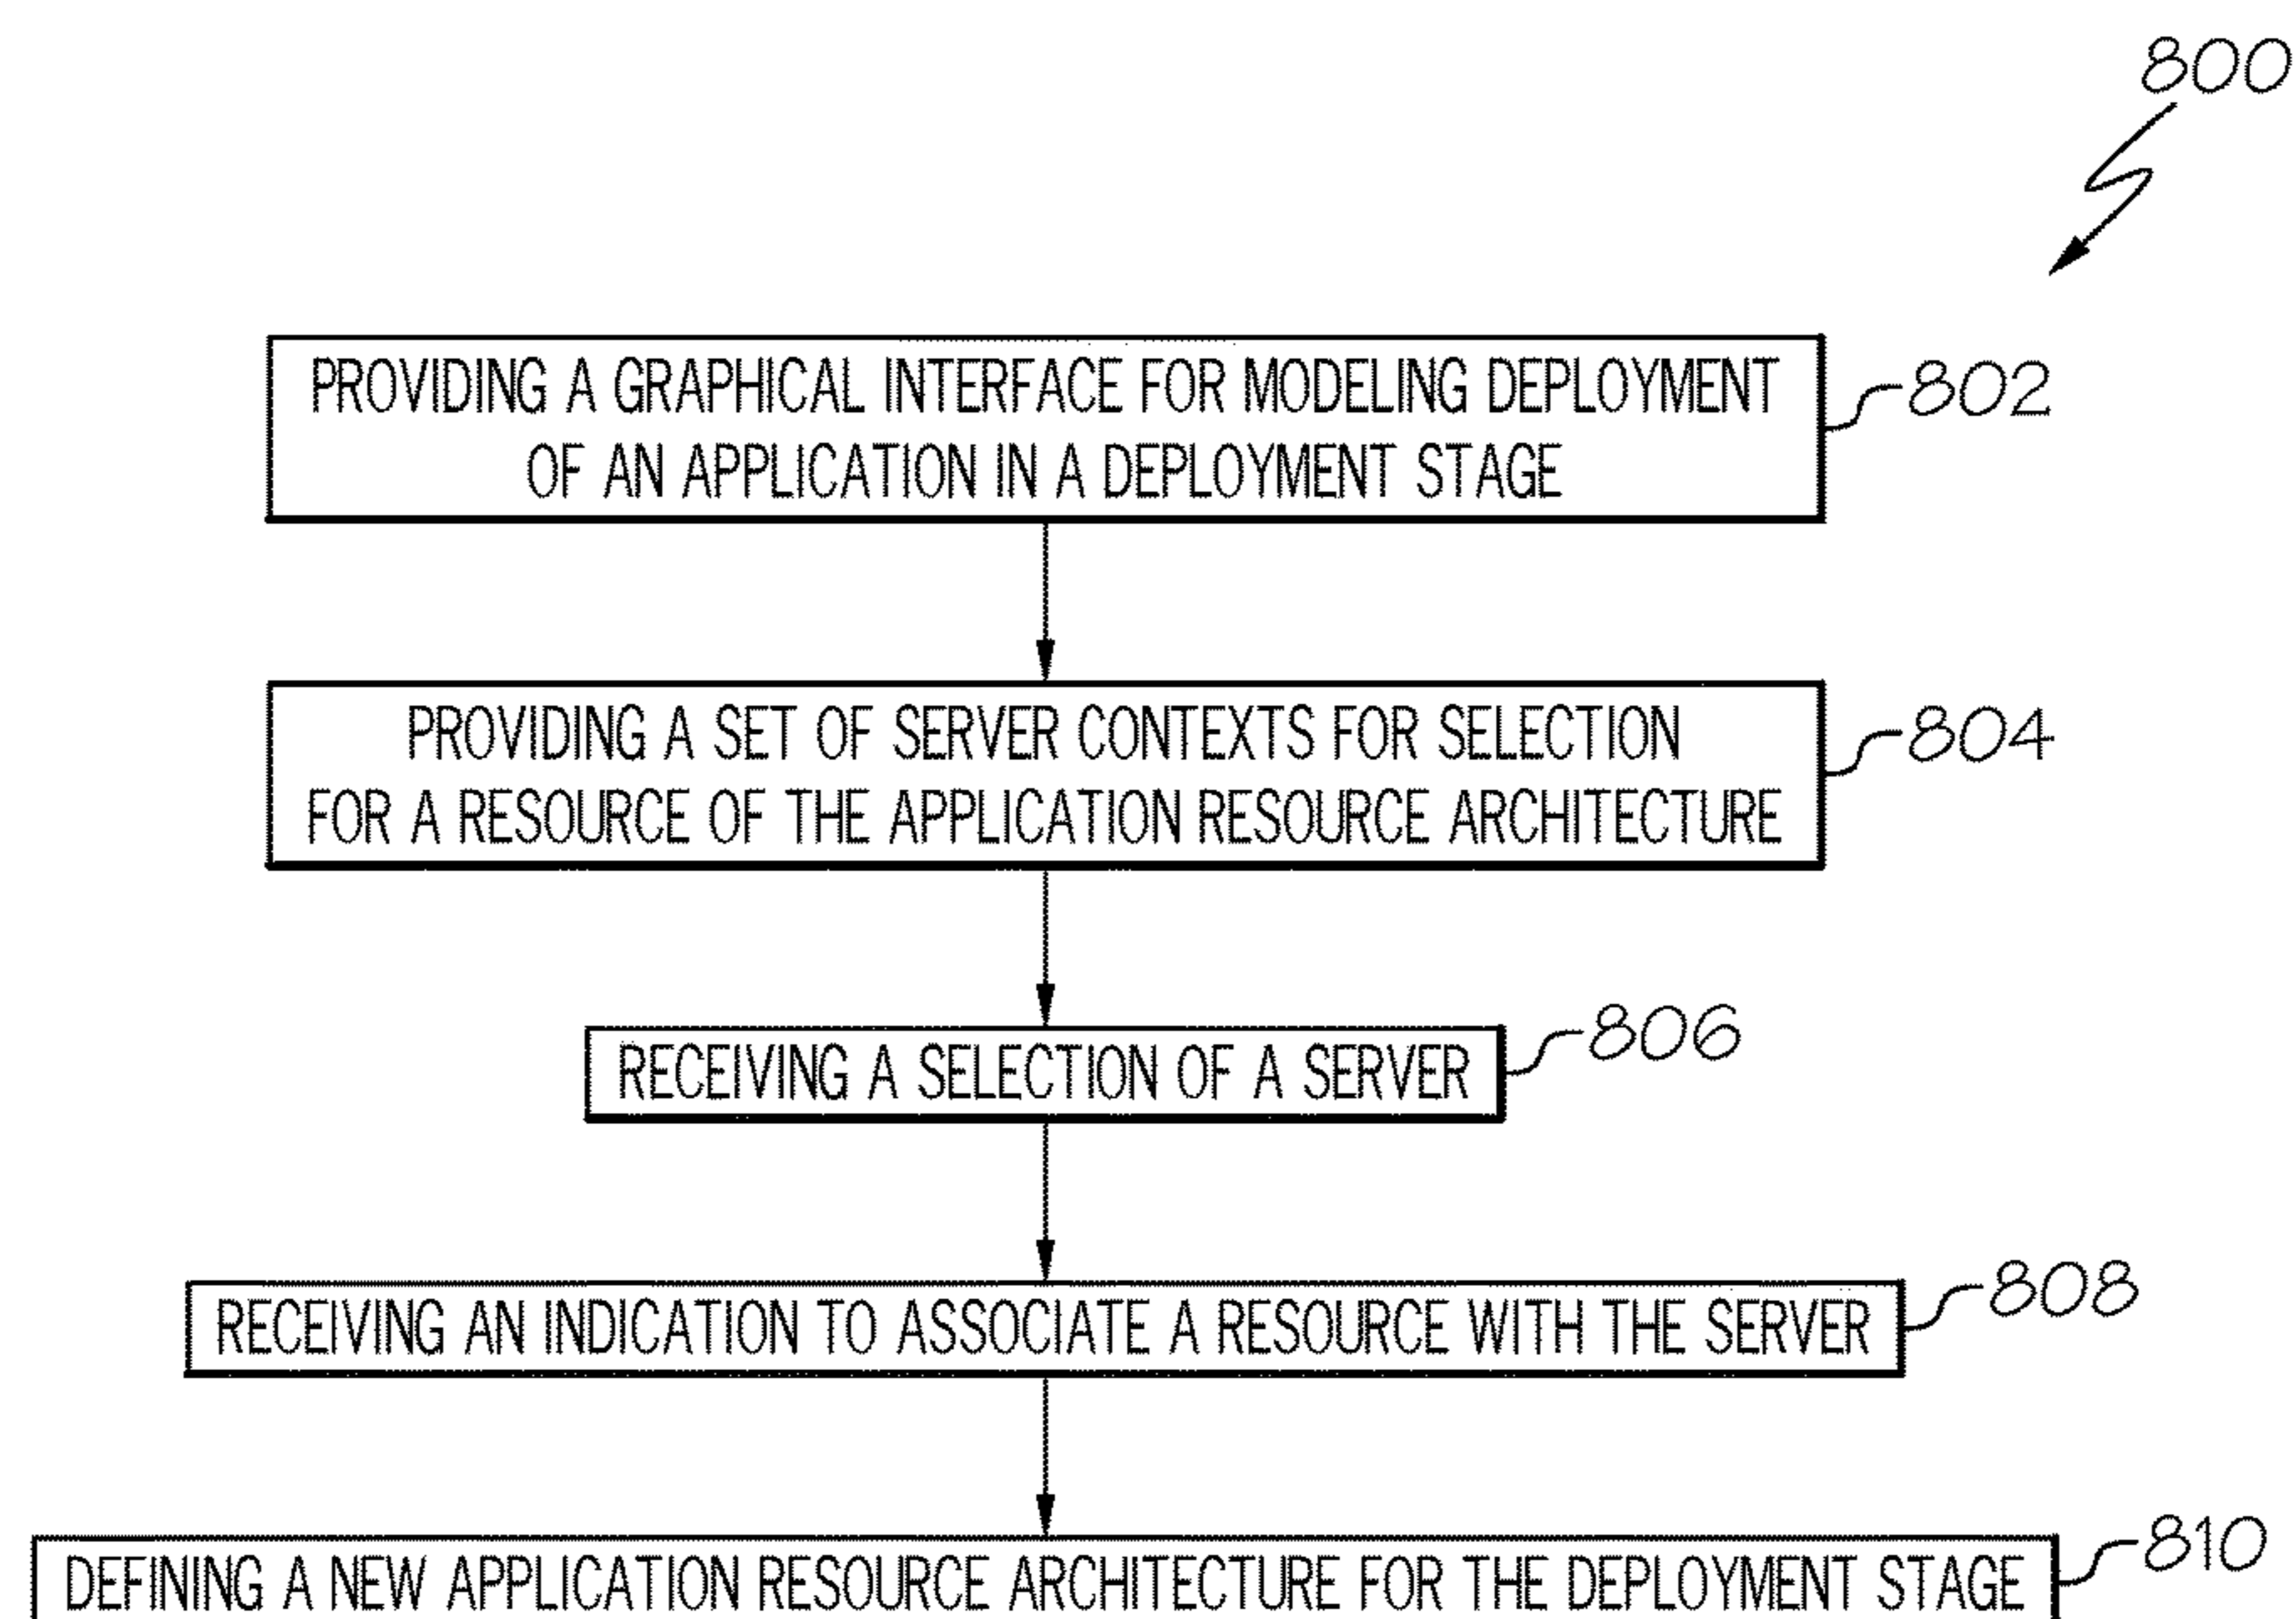 800
PROVIDING A GRAPHICAL INTERFACE FOR MODELING DEPLOYMENT
OF AN APPLICATION IN A DEPLOYMENT STAGE
802
PROVIDING A SET OF SERVER CONTEXTS FOR SELECTION
FOR A RESOURCE OF THE APPLICATION RESOURCE ARCHITECTURE
804
RECEIVING A SELECTION OF A SERVER
806
RECEIVING AN INDICATION TO ASSOCIATE A RESOURCE WITH THE SERVER
808
DEFINING A NEW APPLICATION RESOURCE ARCHITECTURE FOR THE DEPLOYMENT STAGE
810